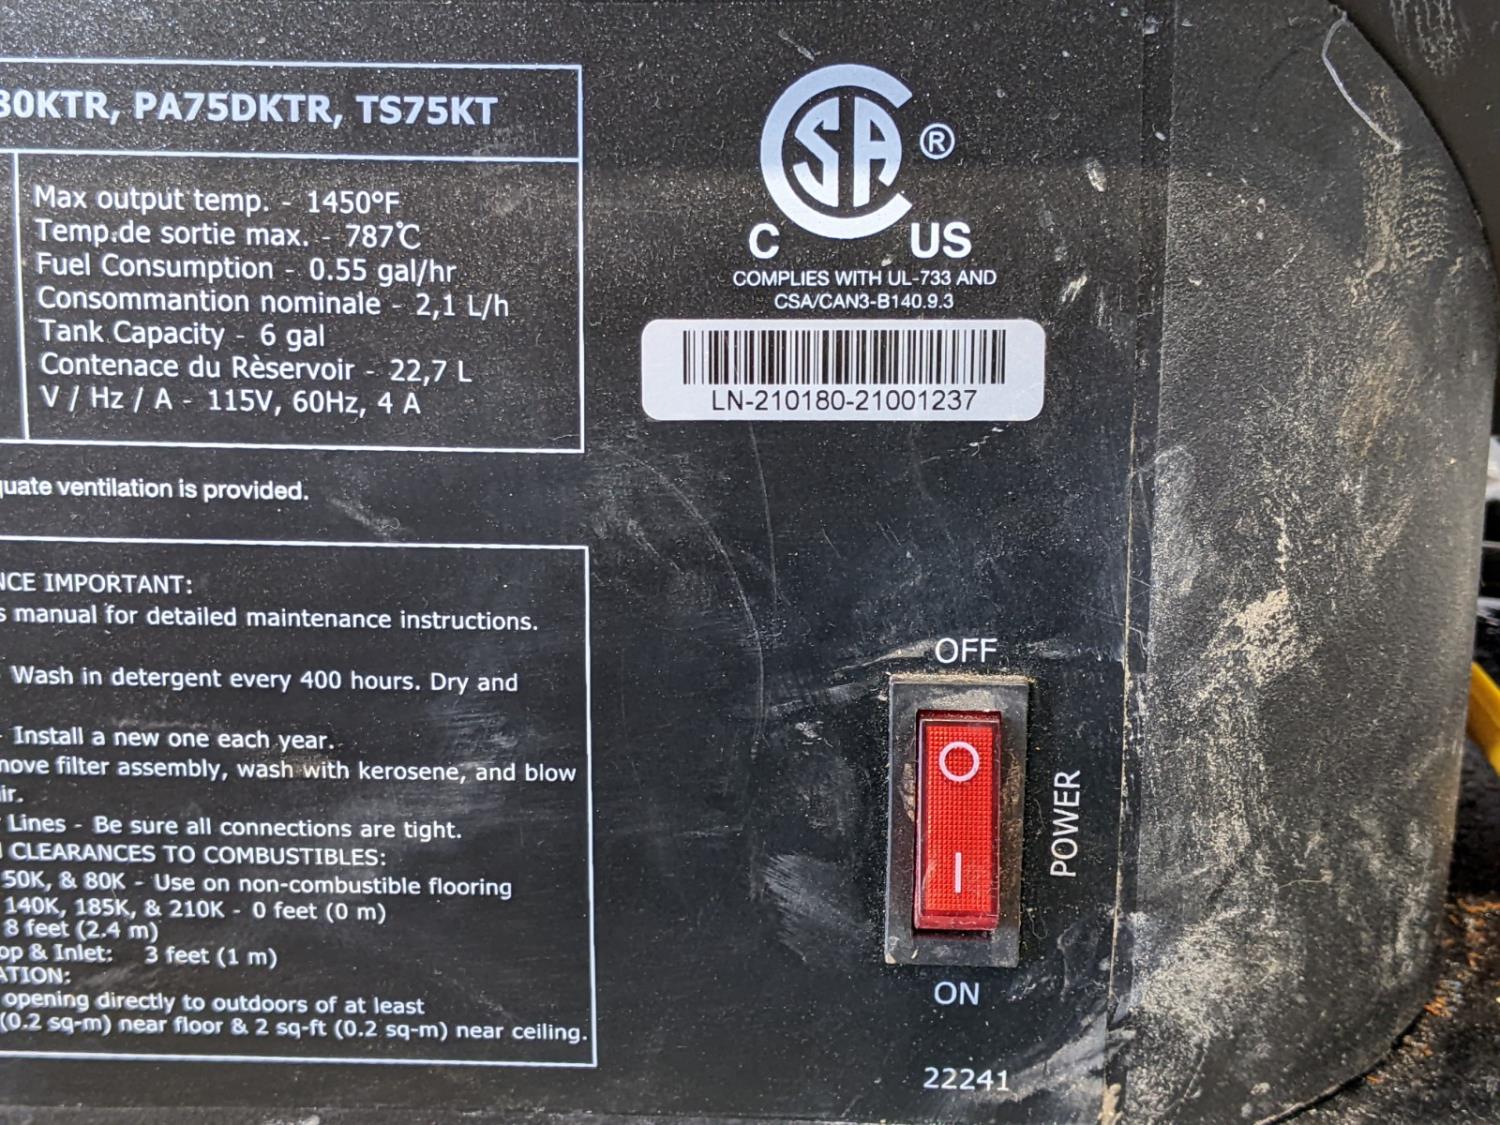 80KTR, PA75DKTR, TS75KT
Max output temp. - 1450°F
Temp.de sortie max. - 787℃
Fuel Consumption - 0.55 gal/hr
Consommantion nominale - 2,1 L/h
Tank Capacity - 6 gal
Contenace du Rèservoir - 22,7 L
V / Hz / A - 115V, 60Hz, 4 A
CSA ®
C US
COMPLIES WITH UL-733 AND
CSA/CAN3-B140.9.3
LN-210180-21001237
quate ventilation is provided.
NCE IMPORTANT:
s manual for detailed maintenance instructions.
Wash in detergent every 400 hours. Dry and
- Install a new one each year.
move filter assembly, wash with kerosene, and blow
ir.
Lines - Be sure all connections are tight.
CLEARANCES TO COMBUSTIBLES:
50K, & 80K - Use on non-combustible flooring
140K, 185K, & 210K - 0 feet (0 m)
8 feet (2.4 m)
op & Inlet: 3 feet (1 m)
ATION:
opening directly to outdoors of at least
(0.2 sq-m) near floor & 2 sq-ft (0.2 sq-m) near ceiling.
OFF
POWER
ON
22241